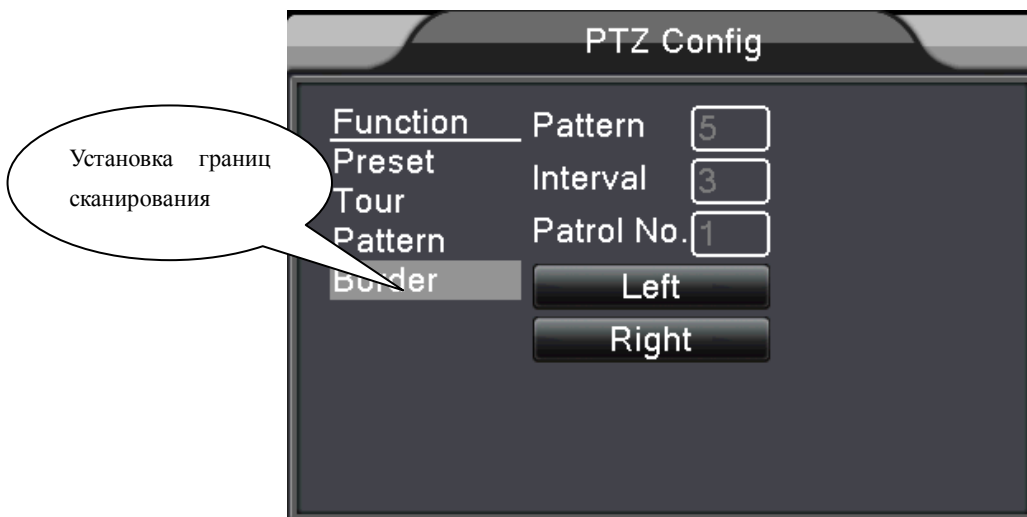 PTZ Config
Установка границ
сканирования
Function
Preset
Tour
Pattern
Border
Pattern 5
Interval 3
Patrol No. 1
Left
Right